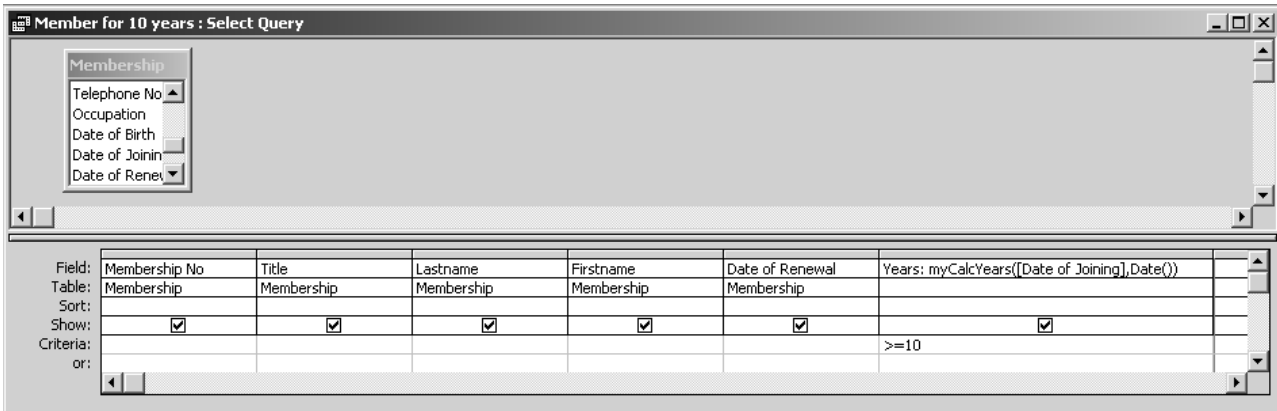 Member for 10 years : Select Query
Membership
Telephone No
Occupation
Date of Birth
Date of Joinin
Date of Renew
Field: Membership No Title Lastname Firstname Date of Renewal Years: myCalcYears([Date of Joining],Date())
Table: Membership Membership Membership Membership Membership
Sort:
Show:
Criteria: >=10
or: